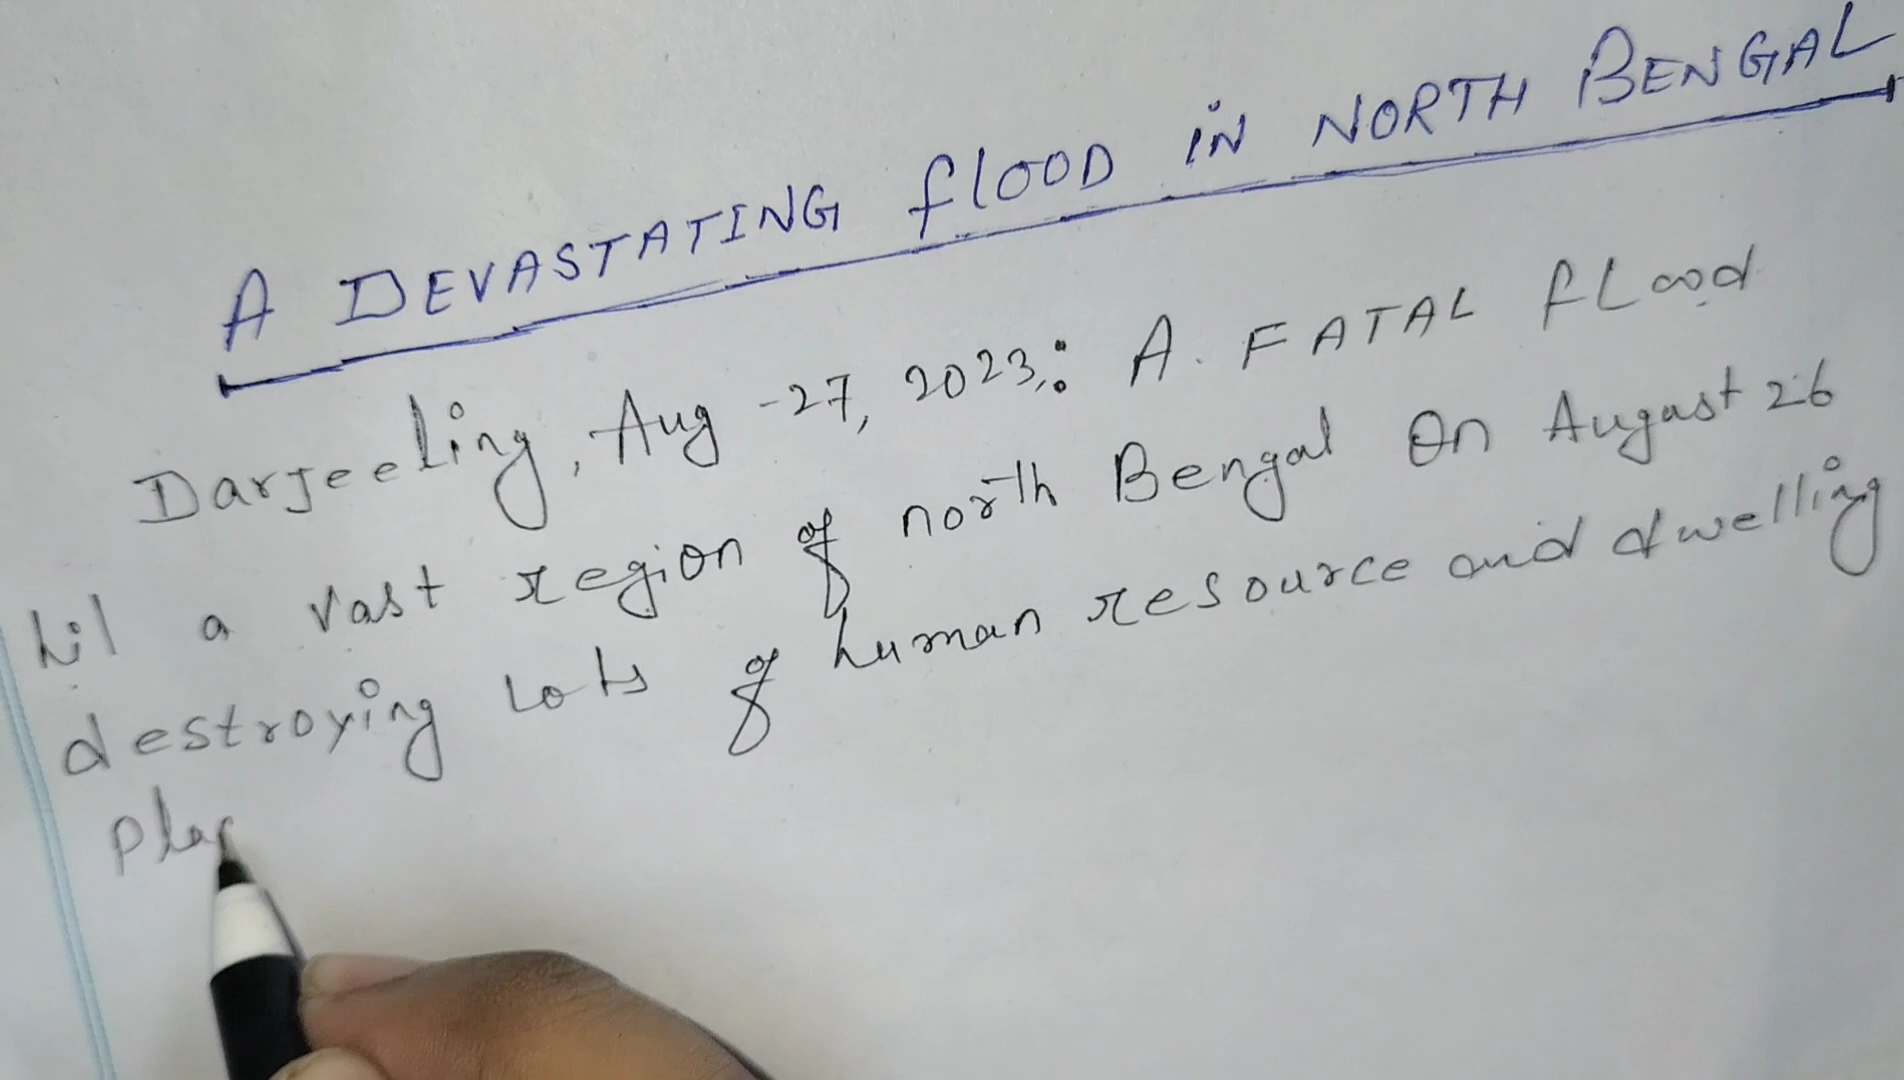 A DEVASTATING flOOD iN NORTH BENGAL
Darjeeling, Aug -27, 2023,: A FATAL fLood
hit a vast region of north Bengal On August 26
destroying Lots of human resource and dwelling